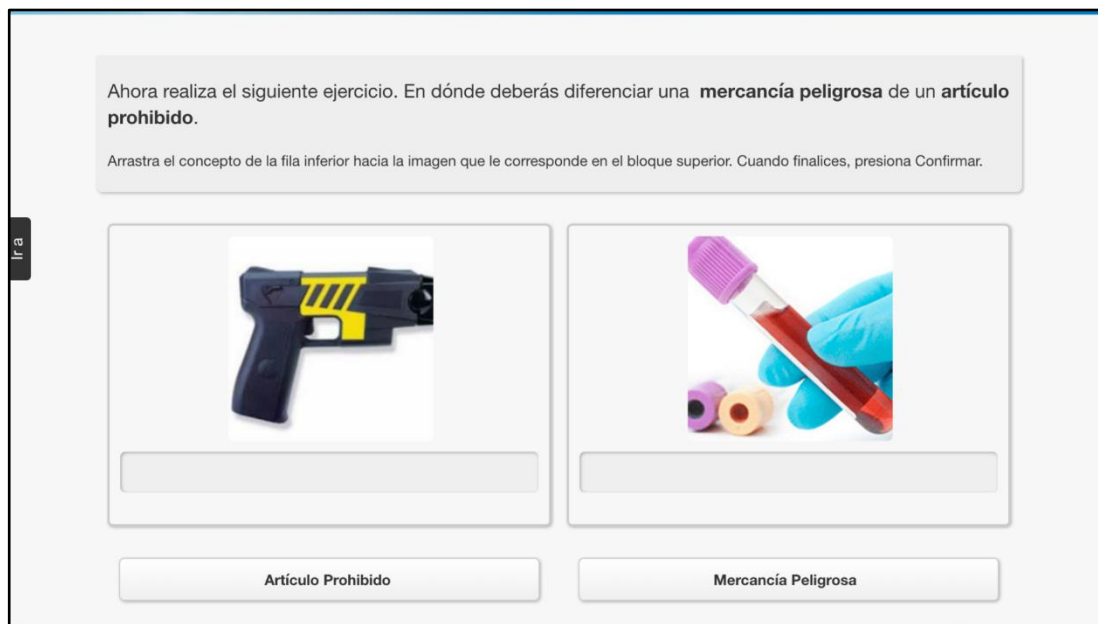 Ahora realiza el siguiente ejercicio. En dónde deberás diferenciar una mercancía peligrosa de un artículo
prohibido.
Arrastra el concepto de la fila inferior hacia la imagen que le corresponde en el bloque superior. Cuando finalices, presiona Confirmar.
Ir a
Artículo Prohibido
Mercancía Peligrosa